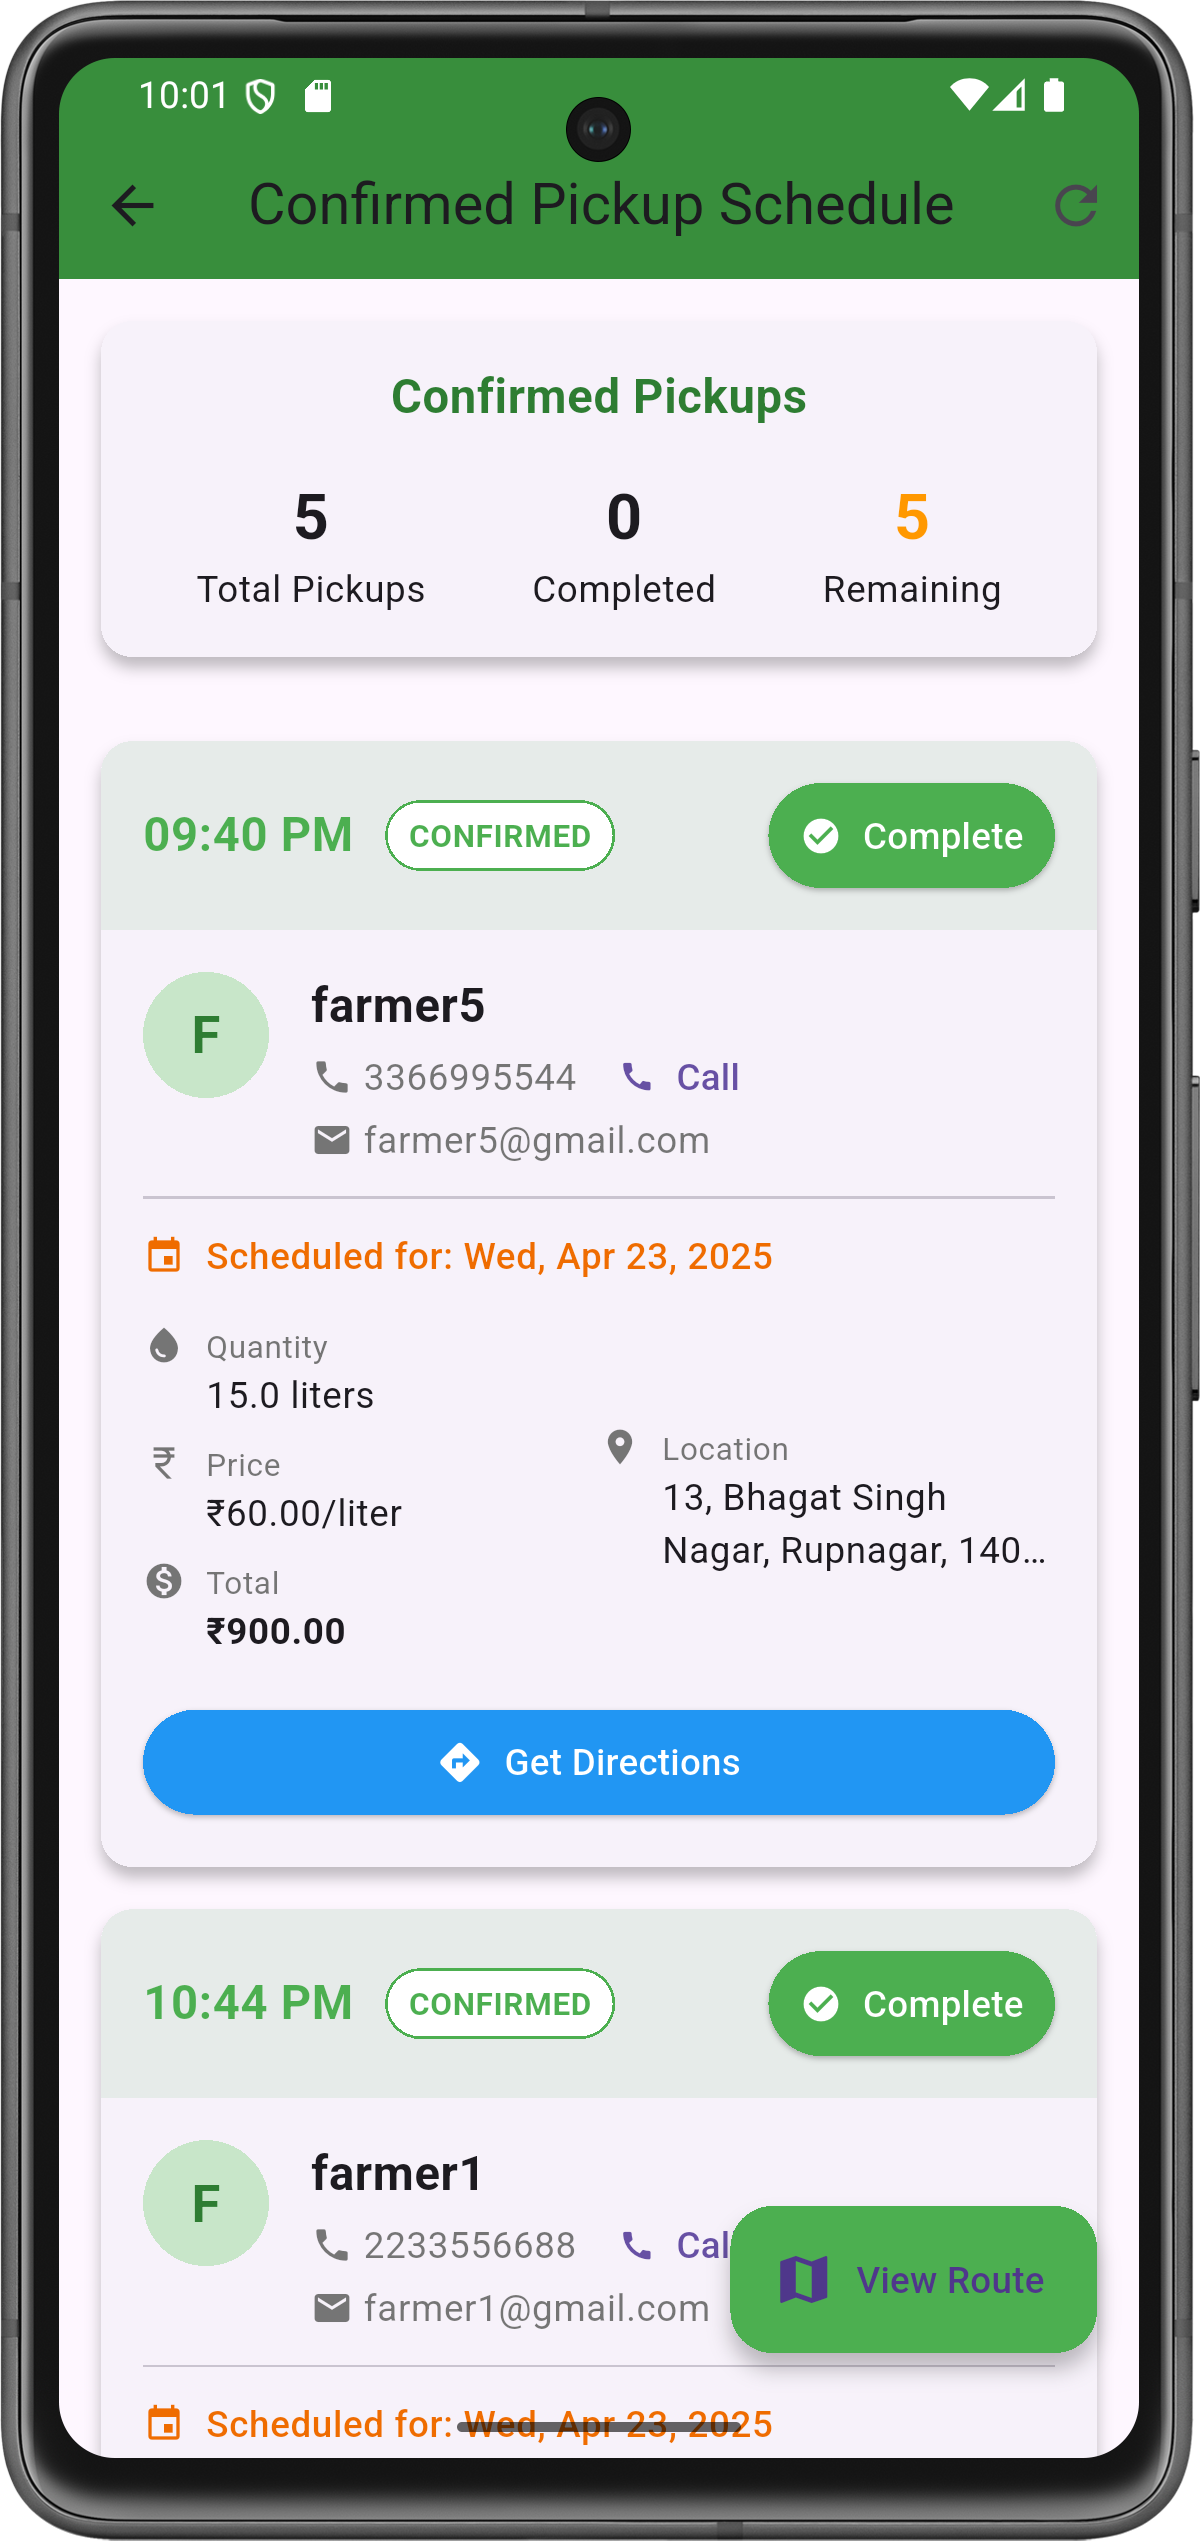 10:01
Confirmed Pickup Schedule
Confirmed Pickups
5 0 5
Total Pickups Completed Remaining
09:40 PM CONFIRMED Complete
F
farmer5
3366995544 Call
farmer5@gmail.com
Scheduled for: Wed, Apr 23, 2025
Quantity
15.0 liters
Price
₹60.00/liter
Total
₹900.00
Location
13, Bhagat Singh
Nagar, Rupnagar, 140...
Get Directions
10:44 PM CONFIRMED Complete
F
farmer1
2233556688 Cal
farmer1@gmail.com
View Route
Scheduled for: Wed, Apr 23, 2025